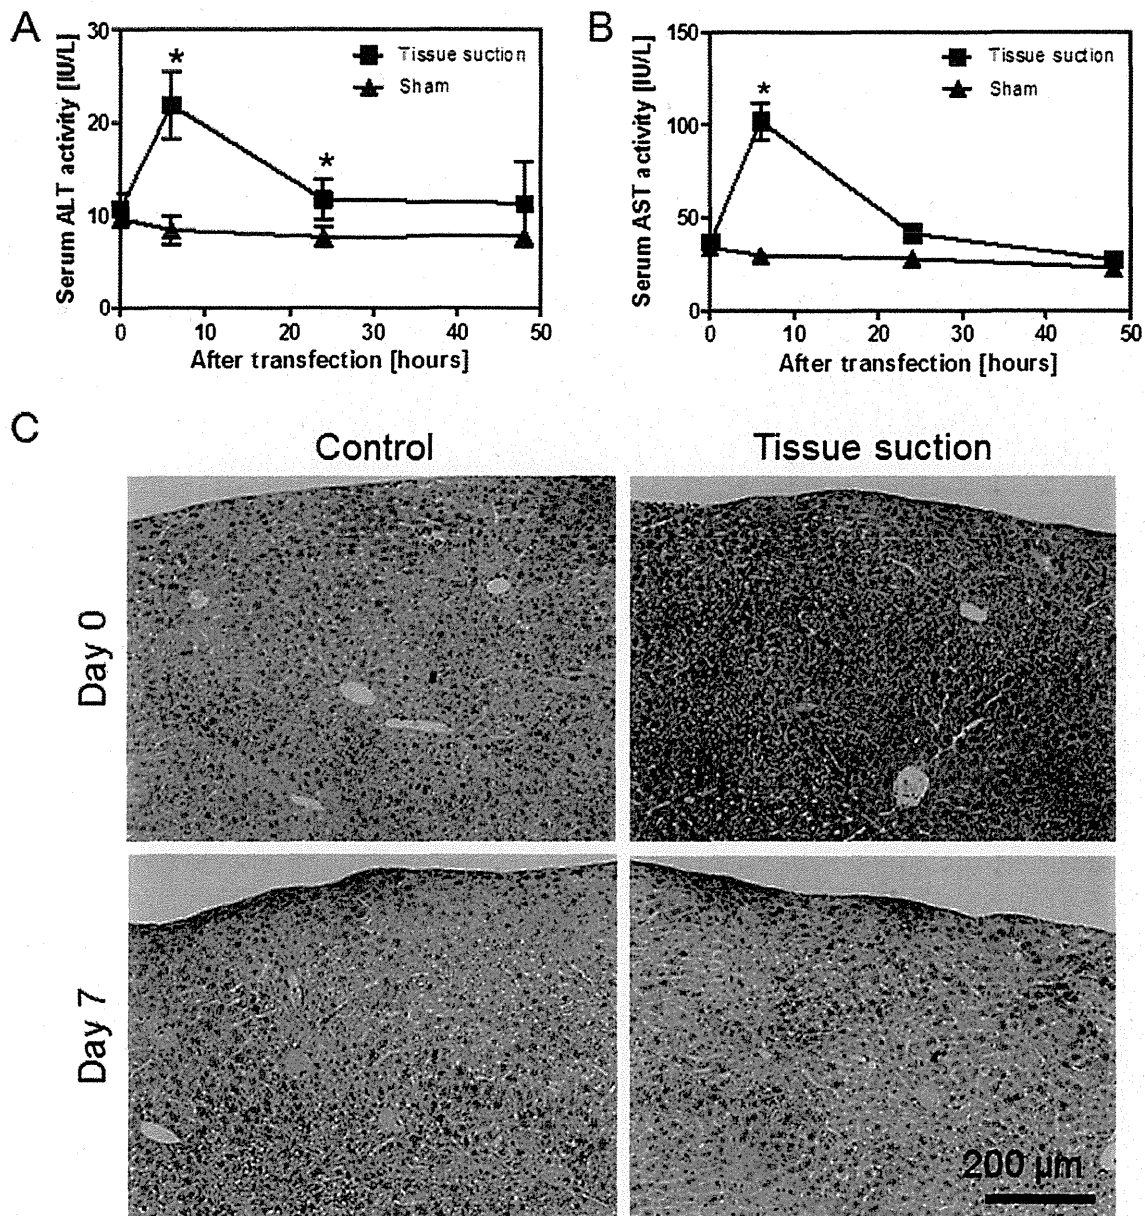 A
Serum ALT activity [IU/L]
30
20
10
0
*
*
Tissue suction
Sham
0 10 20 30 40 50
After transfection [hours]
B
Serum AST activity [IU/L]
150
100
50
0
*
Tissue suction
Sham
0 10 20 30 40 50
After transfection [hours]
C
Control
Tissue suction
Day 0
Day 7
200 µm